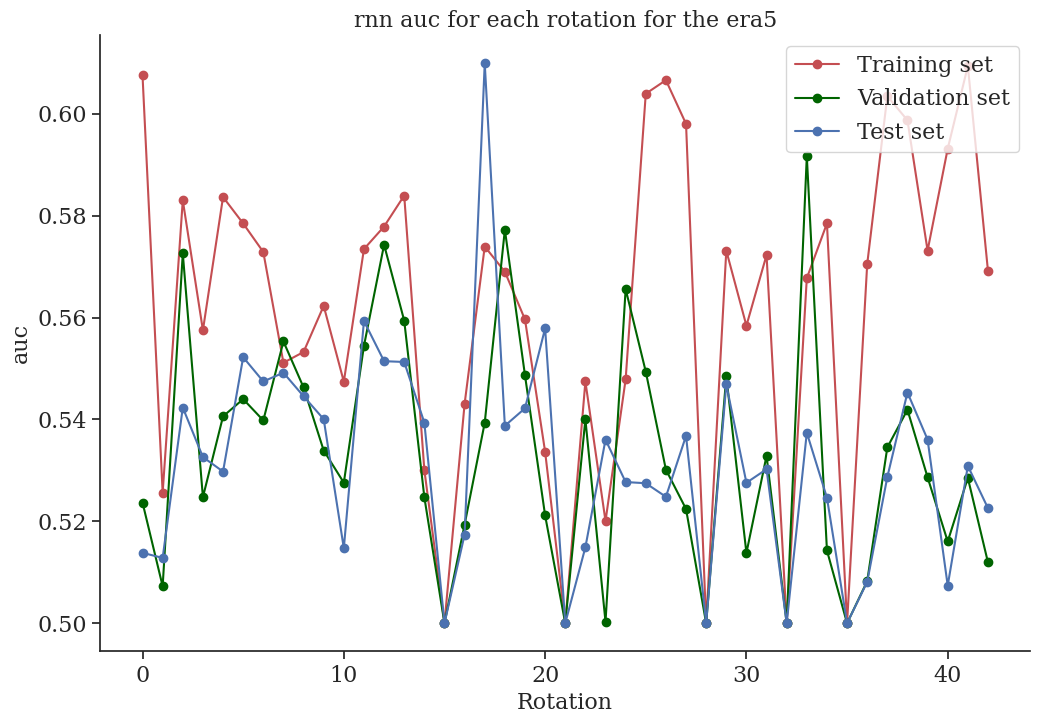 rnn auc for each rotation for the era5
Training set
Validation set
Test set
0.60
0.58
0.56
0.54
0.52
0.50
auc
0 10 20 30 40
Rotation